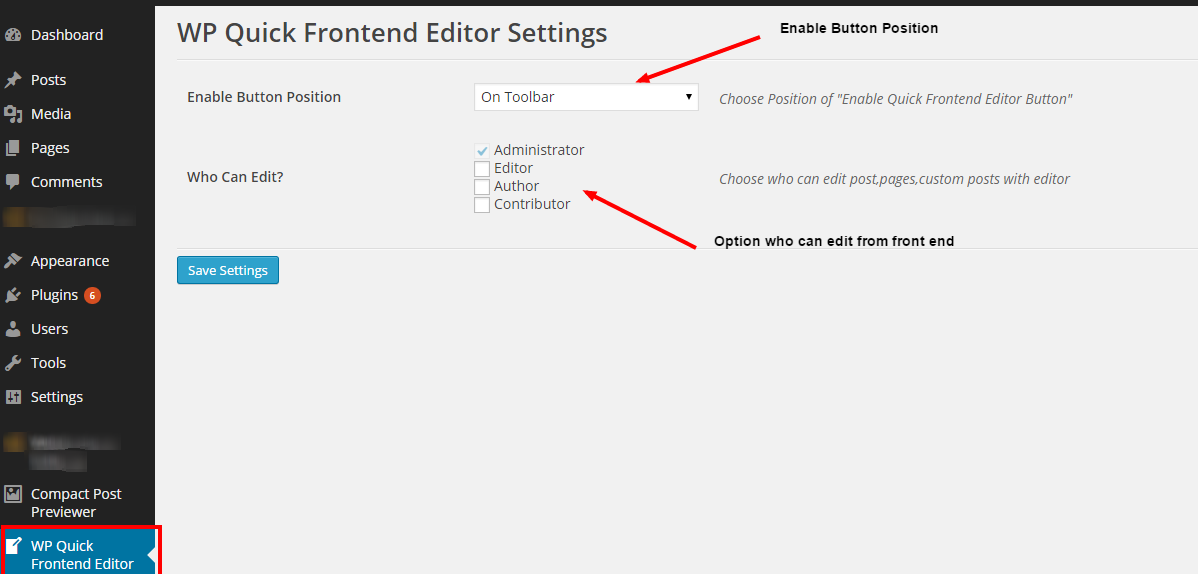 Dashboard
Posts
Media
Pages
Comments
Appearance
Plugins 6
Users
Tools
Settings
Compact Post
Previewer
WP Quick
Frontend Editor
WP Quick Frontend Editor Settings
Enable Button Position
Enable Button Position
On Toolbar
Choose Position of "Enable Quick Frontend Editor Button"
Who Can Edit?
Administrator
Editor
Author
Contributor
Choose who can edit post,pages,custom posts with editor
Option who can edit from front end
Save Settings